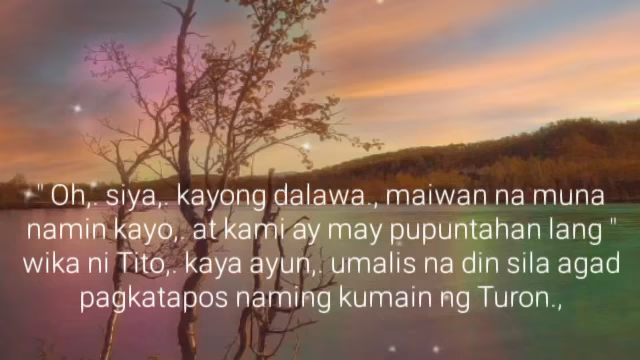 " Oh,. siya,. kayong dalawa., maiwan na muna
namin kayo,. at kami ay may pupuntahan lang "
wika ni Tito,. kaya ayun,. umalis na din sila agad
pagkatapos naming kumain ng Turon.,